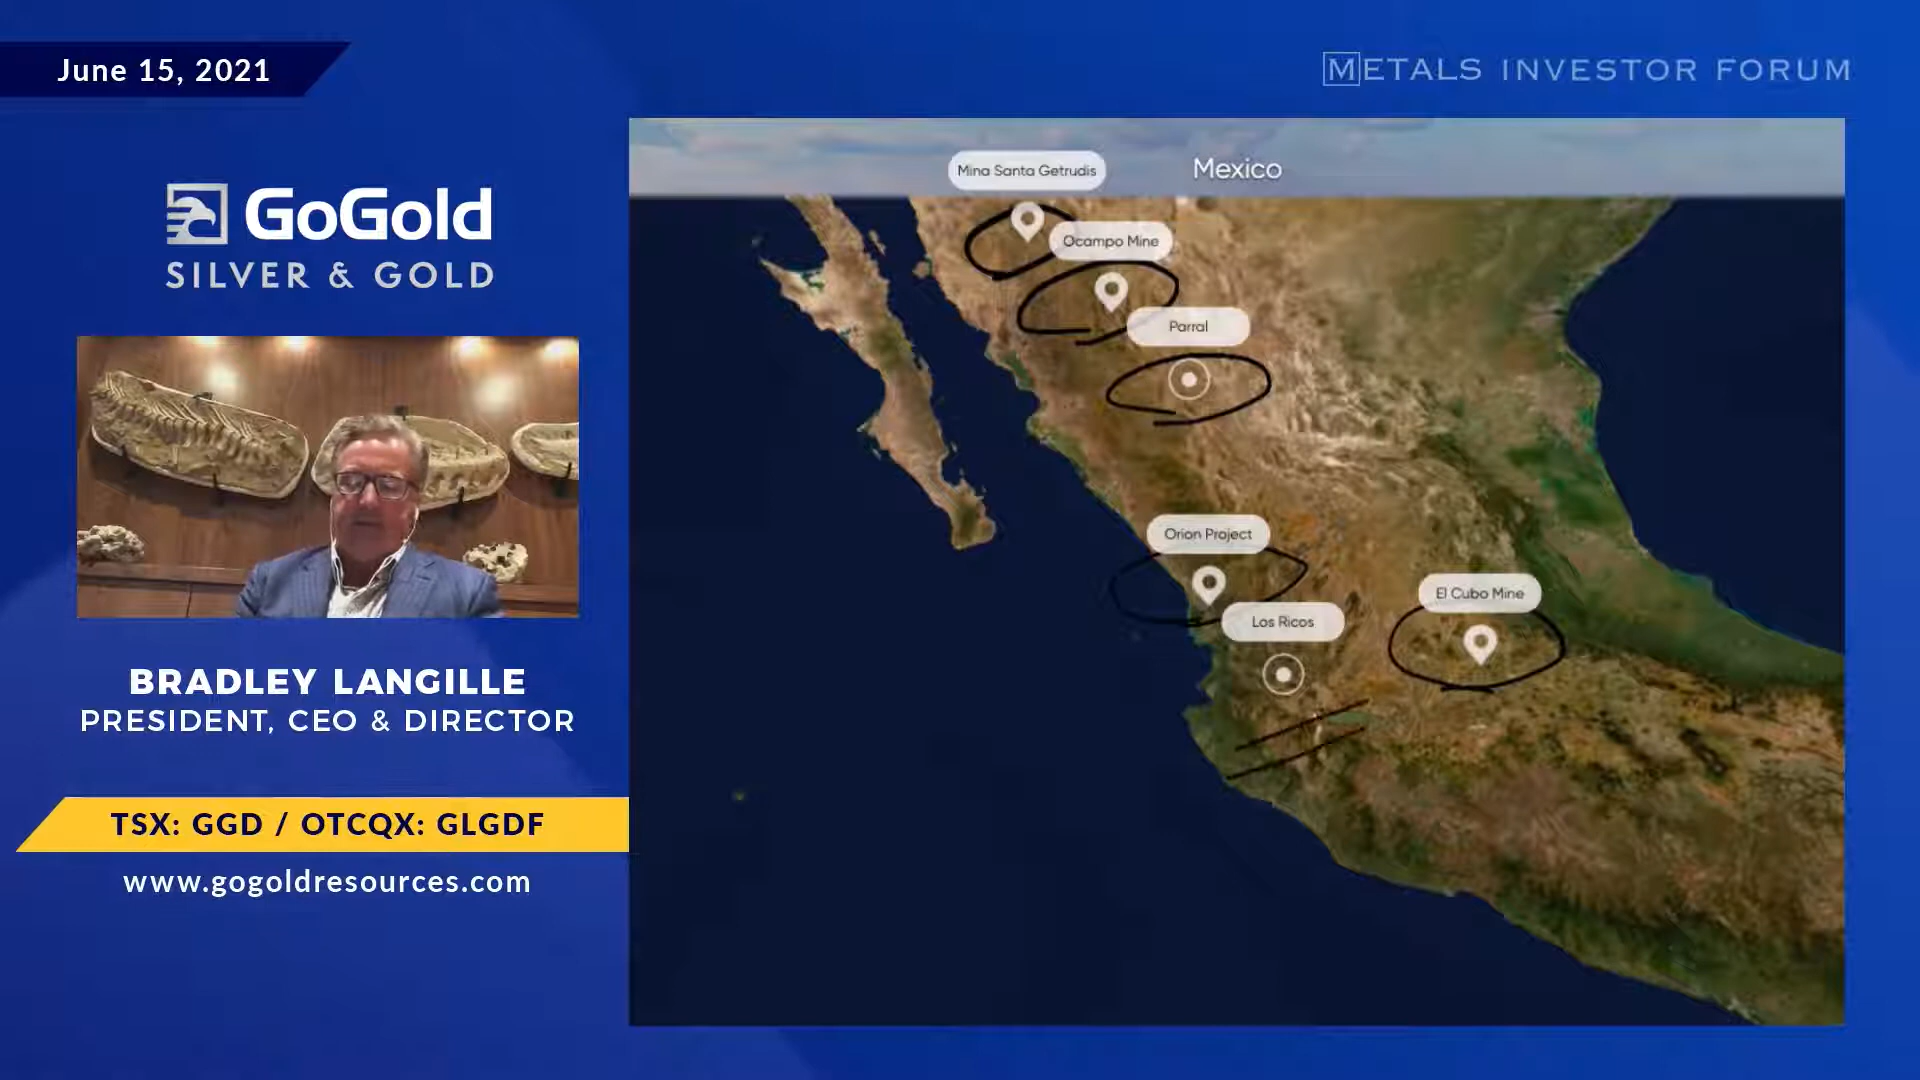 June 15, 2021
METALS INVESTOR FORUM
GoGold
SILVER & GOLD
BRADLEY LANGILLE
PRESIDENT, CEO & DIRECTOR
TSX: GGD / OTCQX: GLGDF
www.gogoldresources.com
Mexico
Mina Santa Getrudis
Ocampo Mine
Parral
Orion Project
El Cubo Mine
Los Ricos